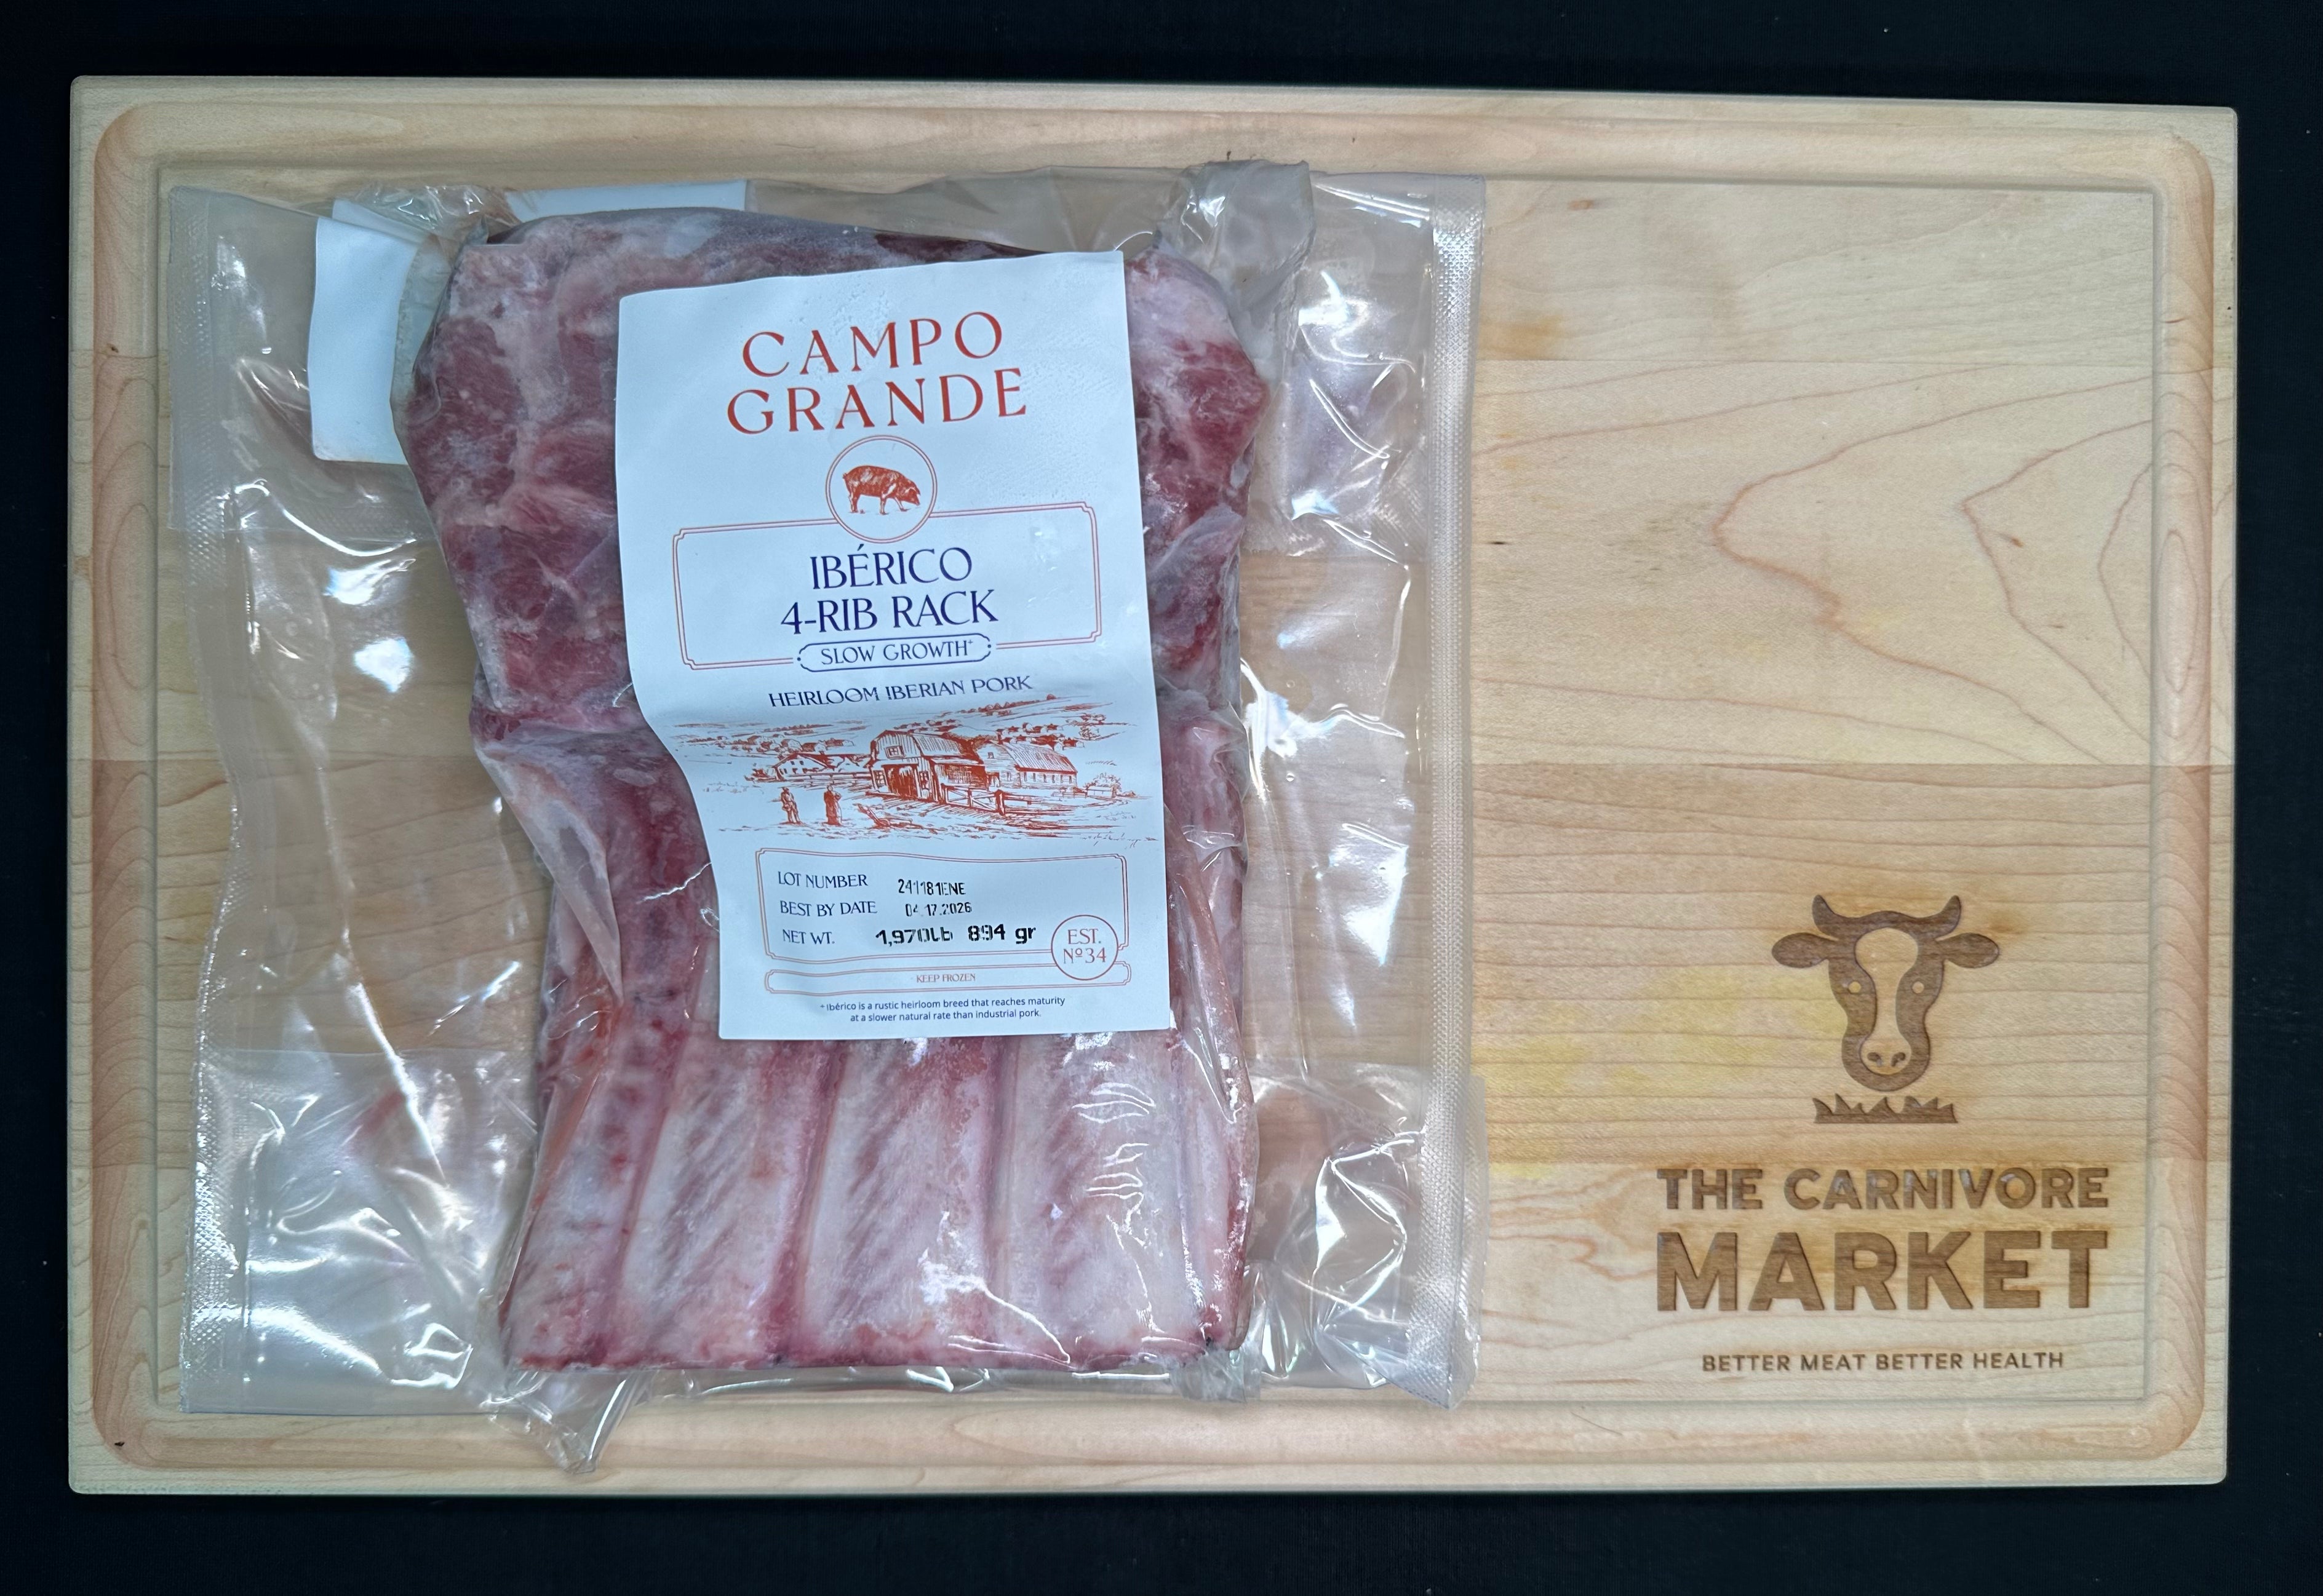 CAMPO
GRANDE
IBÉRICO
4-RIB RACK
SLOW GROWTH+
HEIRLOOM IBERIAN PORK
LOT NUMBER 241181ENE
BEST BY DATE 04 17.2026
NET WT. 1,970lb 894 gr
EST.
Nº34
KEEP FROZEN
+ Ibérico is a rustic heirloom breed that reaches maturity
at a slower natural rate than industrial pork.
THE CARNIVORE
MARKET
BETTER MEAT BETTER HEALTH